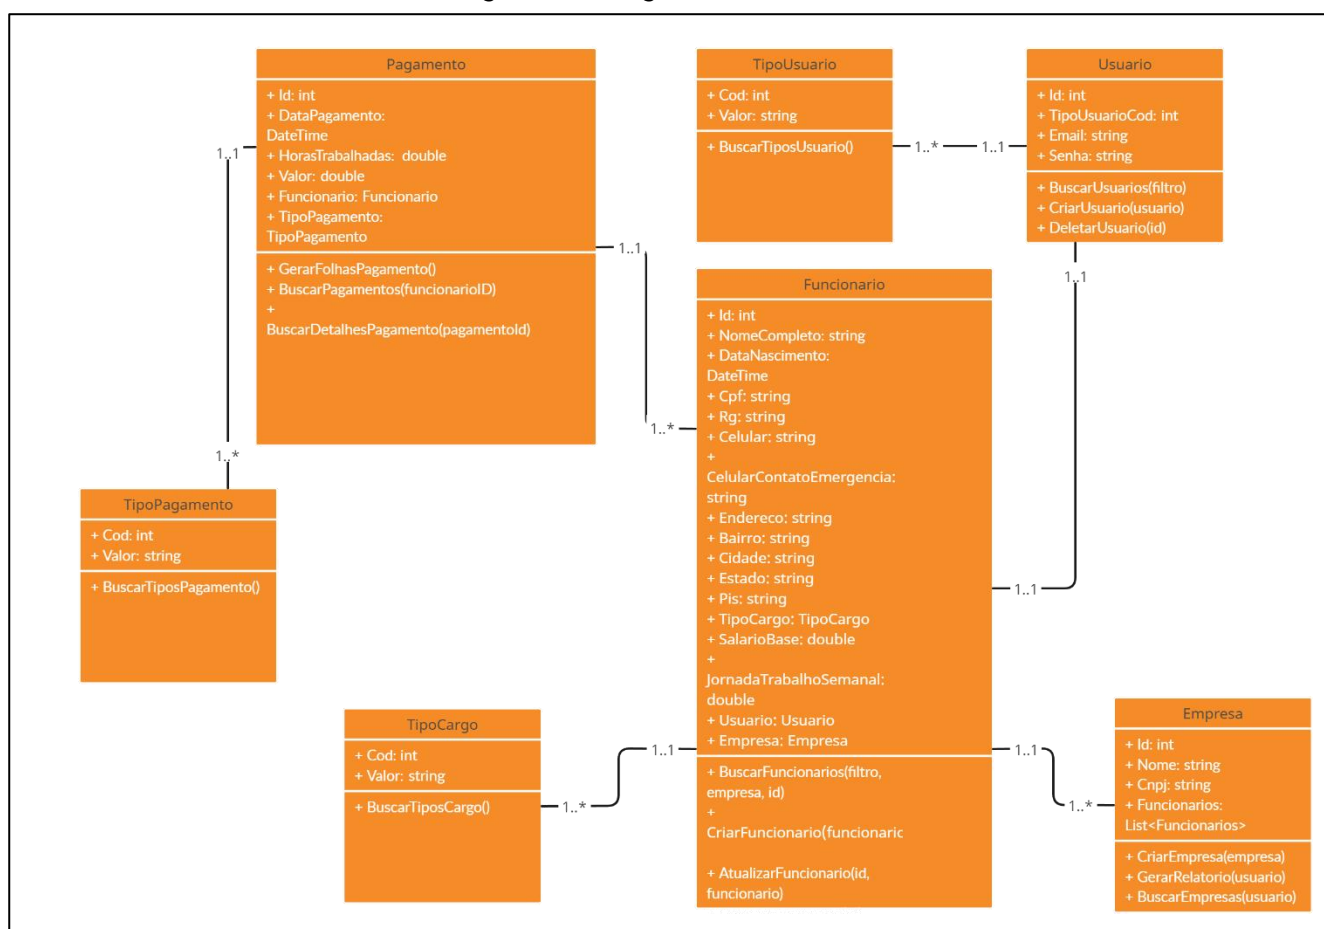 Pagamento
+ Id: int
+ DataPagamento:
DateTime
+ HorasTrabalhadas: double
+ Valor: double
+ Funcionario: Funcionario
+ TipoPagamento:
TipoPagamento
+ GerarFolhasPagamento()
+ BuscarPagamentos(funcionarioID)
+
BuscarDetalhesPagamento(pagamentoId)
TipoUsuario
+ Cod: int
+ Valor: string
+ BuscarTiposUsuario()
1..*
1..1
Usuario
+ Id: int
+ TipoUsuarioCod: int
+ Email: string
+ Senha: string
+ BuscarUsuarios(filtro)
+ CriarUsuario(usuario)
+ DeletarUsuario(id)
1..1
1..1
1..1
Funcionario
+ Id: int
+ NomeCompleto: string
+ DataNascimento:
DateTime
+ Cpf: string
+ Rg: string
+ Celular: string
+
CelularContatoEmergencia:
string
+ Endereco: string
+ Bairro: string
+ Cidade: string
+ Estado: string
+ Pis: string
+ TipoCargo: TipoCargo
+ SalarioBase: double
+
JornadaTrabalhoSemanal:
double
+ Usuario: Usuario
+ Empresa: Empresa
+ BuscarFuncionarios(filtro,
empresa, id)
+
CriarFuncionario(funcionaric
+ AtualizarFuncionario(id,
funcionario)
1..*
1..*
TipoPagamento
+ Cod: int
+ Valor: string
+ BuscarTiposPagamento()
1..1
TipoCargo
+ Cod: int
+ Valor: string
+ BuscarTiposCargo()
1..*
1..1
1..1
1..*
Empresa
+ Id: int
+ Nome: string
+ Cnpj: string
+ Funcionarios:
List<Funcionarios>
+ CriarEmpresa(empresa)
+ GerarRelatorio(usuario)
+ BuscarEmpresas(usuario)